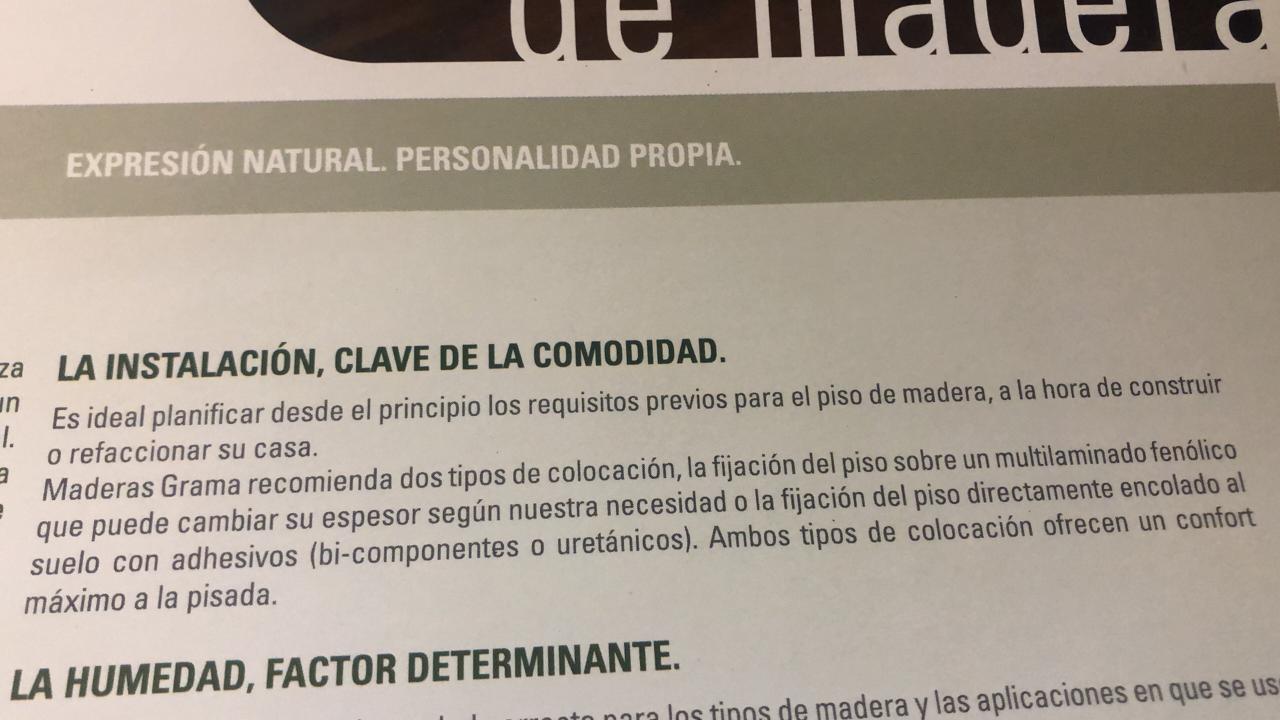 de madera
EXPRESIÓN NATURAL. PERSONALIDAD PROPIA.
za
un
l.
a
e
LA INSTALACIÓN, CLAVE DE LA COMODIDAD.
Es ideal planificar desde el principio los requisitos previos para el piso de madera, a la hora de construir
o refaccionar su casa.
Maderas Grama recomienda dos tipos de colocación, la fijación del piso sobre un multilaminado fenólico
que puede cambiar su espesor según nuestra necesidad o la fijación del piso directamente encolado al
suelo con adhesivos (bi-componentes o uretánicos). Ambos tipos de colocación ofrecen un confort
máximo a la pisada.
LA HUMEDAD, FACTOR DETERMINANTE.
para los tipos de madera y las aplicaciones en que se us